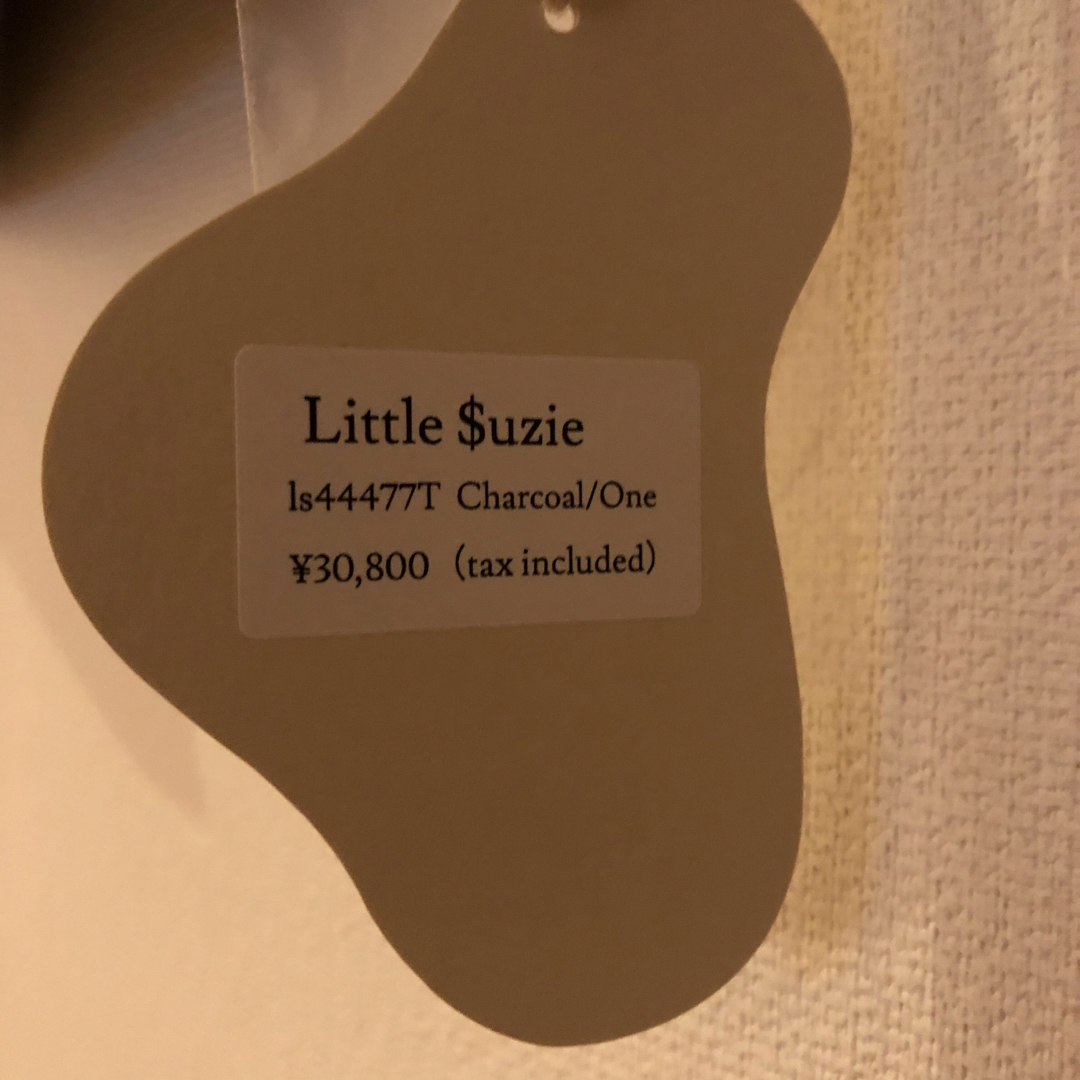 Little $uzie
ls44477T Charcoal/One
¥30,800（tax included）